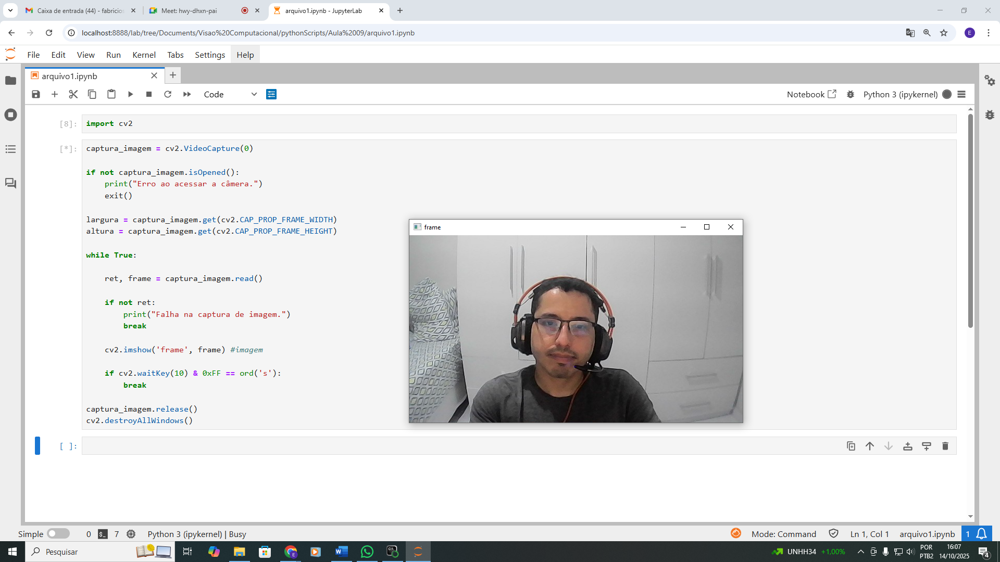 Caixa de entrada (44) - fabricios
Meet: hwy-dhxn-pai
arquivo1.ipynb - JupyterLab
localhost:8888/lab/tree/Documents/Visao%20Computacional/pythonScripts/Aula%2009/arquivo1.ipynb
E
File Edit View Run Kernel Tabs Settings Help
arquivo1.ipynb
Code
Notebook
Python 3 (ipykernel)
[8]: import cv2
[*]: captura_imagem = cv2.VideoCapture(0)
if not captura_imagem.isOpened():
    print("Erro ao acessar a câmera.")
    exit()
largura = captura_imagem.get(cv2.CAP_PROP_FRAME_WIDTH)
altura = captura_imagem.get(cv2.CAP_PROP_FRAME_HEIGHT)
while True:
    ret, frame = captura_imagem.read()
    if not ret:
        print("Falha na captura de imagem.")
        break
    cv2.imshow('frame', frame) #imagem
    if cv2.waitKey(10) & 0xFF == ord('s'):
        break
captura_imagem.release()
cv2.destroyAllWindows()
frame
[ ]:
Simple 0 7 Python 3 (ipykernel) | Busy
Mode: Command
Ln 1, Col 1
arquivo1.ipynb
1
Pesquisar
UNHH34 +1,00%
POR
PTB2
16:07
14/10/2025
4